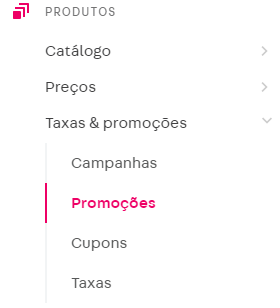 PRODUTOS
Catálogo
Preços
Taxas & promoções
Campanhas
Promoções
Cupons
Taxas